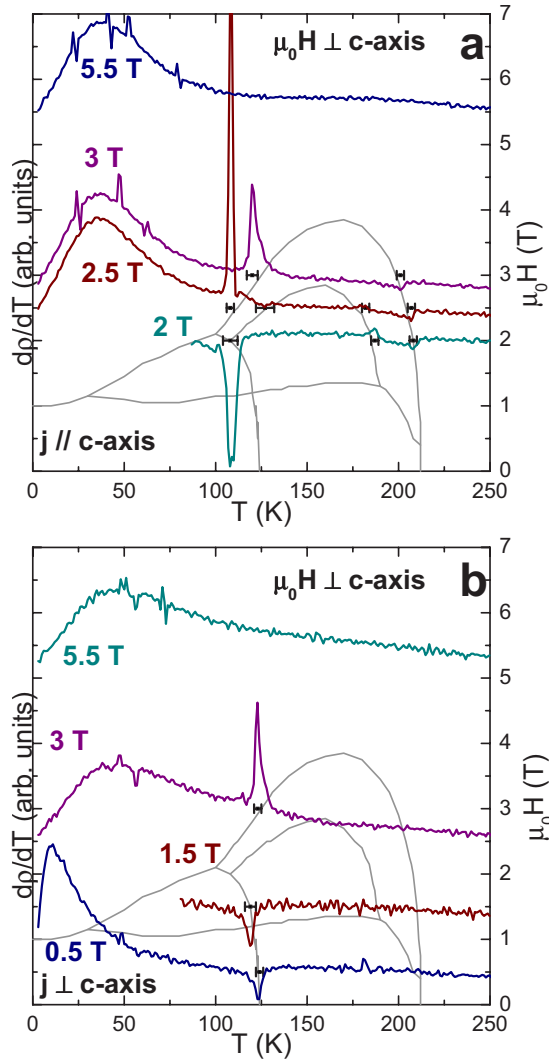 μ₀H ⊥ c-axis
a
5.5 T
3 T
2.5 T
2 T
j // c-axis
dρ/dT (arb. units)
μ₀H (T)
7
6
5
4
3
2
1
0
0 50 100 150 200 250
T (K)
μ₀H ⊥ c-axis
b
5.5 T
3 T
1.5 T
0.5 T
j ⊥ c-axis
dρ/dT (arb. units)
μ₀H (T)
7
6
5
4
3
2
1
0
0 50 100 150 200 250
T (K)